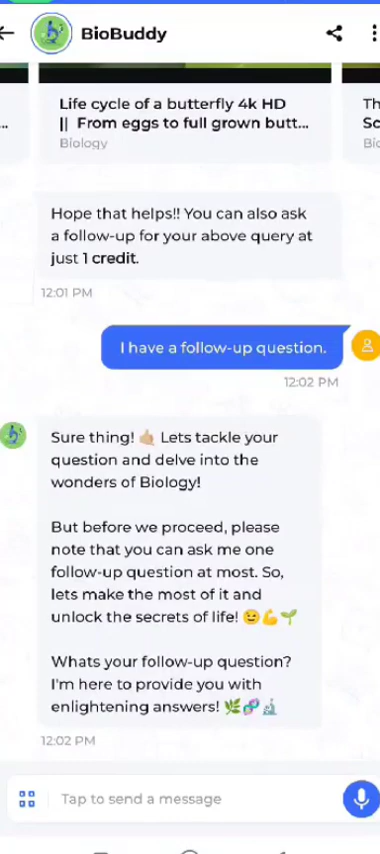 BioBuddy
Life cycle of a butterfly 4k HD
Th
|| From eggs to full grown butt...
Sc
...
Biology
Bio
Hope that helps!! You can also ask
a follow-up for your above query at
just 1 credit.
12:01 PM
I have a follow-up question.
12:02 PM
Sure thing! 🤙🏼 Lets tackle your
question and delve into the
wonders of Biology!
But before we proceed, please
note that you can ask me one
follow-up question at most. So,
lets make the most of it and
unlock the secrets of life! 😉💪🌱
Whats your follow-up question?
I'm here to provide you with
enlightening answers! 🌿🧬🔬
12:02 PM
Tap to send a message